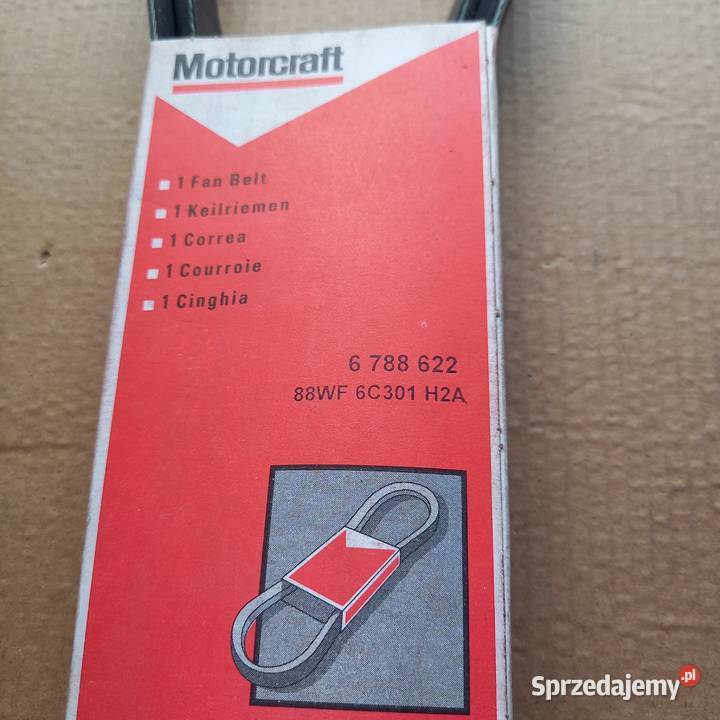 Motorcraft
1 Fan Belt
1 Keilriemen
1 Correa
1 Courroie
1 Cinghia
6 788 622
88WF 6C301 H2A
Sprzedajemy.pl